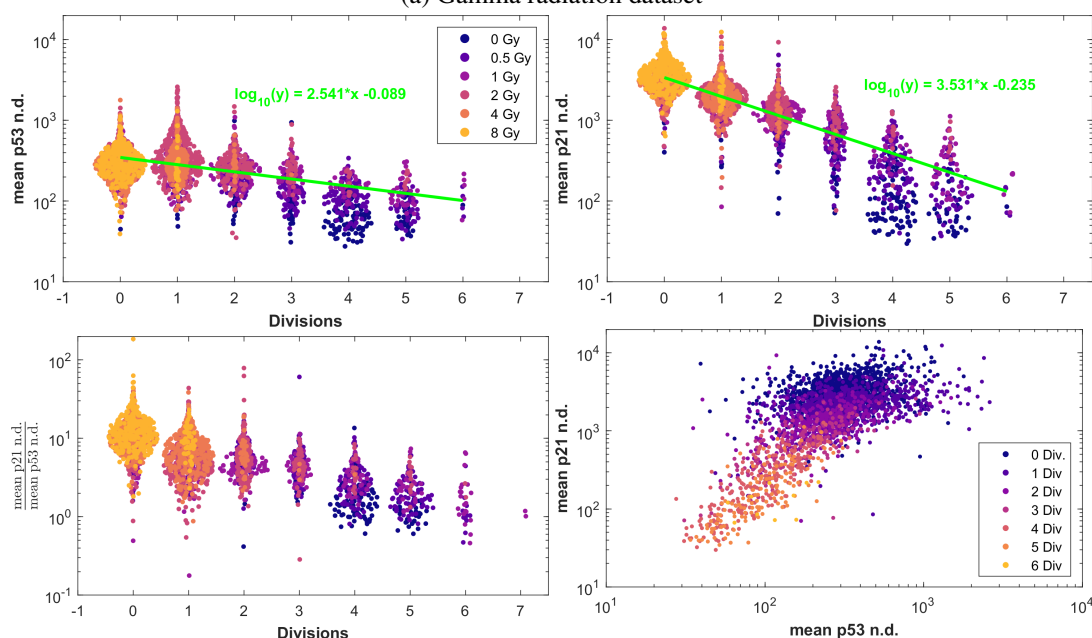 (a) Gamma radiation dataset
10^4
10^3
10^2
10^1
mean p53 n.d.
-1 0 1 2 3 4 5 6 7
Divisions
log_10(y) = 2.541*x -0.089
0 Gy
0.5 Gy
1 Gy
2 Gy
4 Gy
8 Gy
10^4
10^3
10^2
10^1
mean p21 n.d.
-1 0 1 2 3 4 5 6 7
Divisions
log_10(y) = 3.531*x -0.235
10^2
10^1
10^0
10^-1
mean p21 n.d.
mean p53 n.d.
-1 0 1 2 3 4 5 6 7
Divisions
10^4
10^3
10^2
10^1
mean p21 n.d.
10^1 10^2 10^3 10^4
mean p53 n.d.
0 Div.
1 Div
2 Div
3 Div
4 Div
5 Div
6 Div